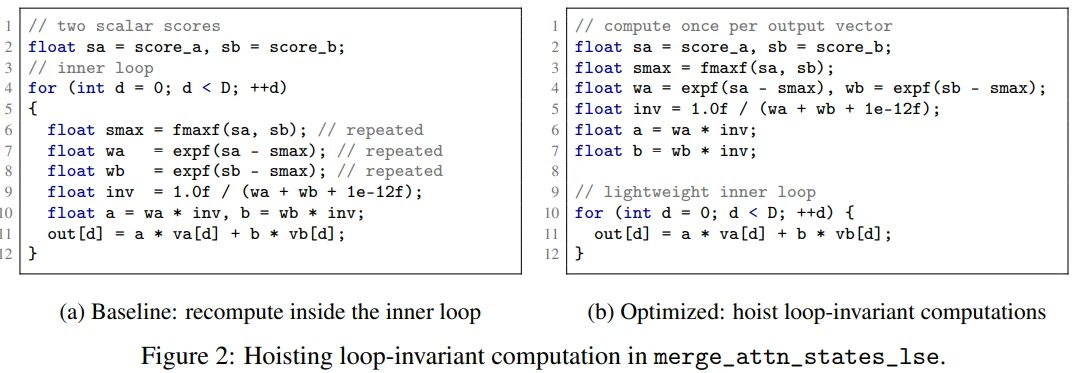 1 // two scalar scores
2 float sa = score_a, sb = score_b;
3 // inner loop
4 for (int d = 0; d < D; ++d)
5 {
6   float smax = fmaxf(sa, sb); // repeated
7   float wa   = expf(sa - smax); // repeated
8   float wb   = expf(sb - smax); // repeated
9   float inv  = 1.0f / (wa + wb + 1e-12f);
10   float a = wa * inv, b = wb * inv;
11   out[d] = a * va[d] + b * vb[d];
12 }
(a) Baseline: recompute inside the inner loop
1 // compute once per output vector
2 float sa = score_a, sb = score_b;
3 float smax = fmaxf(sa, sb);
4 float wa = expf(sa - smax), wb = expf(sb - smax);
5 float inv = 1.0f / (wa + wb + 1e-12f);
6 float a = wa * inv;
7 float b = wb * inv;
8
9 // lightweight inner loop
10 for (int d = 0; d < D; ++d) {
11   out[d] = a * va[d] + b * vb[d];
12 }
(b) Optimized: hoist loop-invariant computations
Figure 2: Hoisting loop-invariant computation in merge_attn_states_lse.